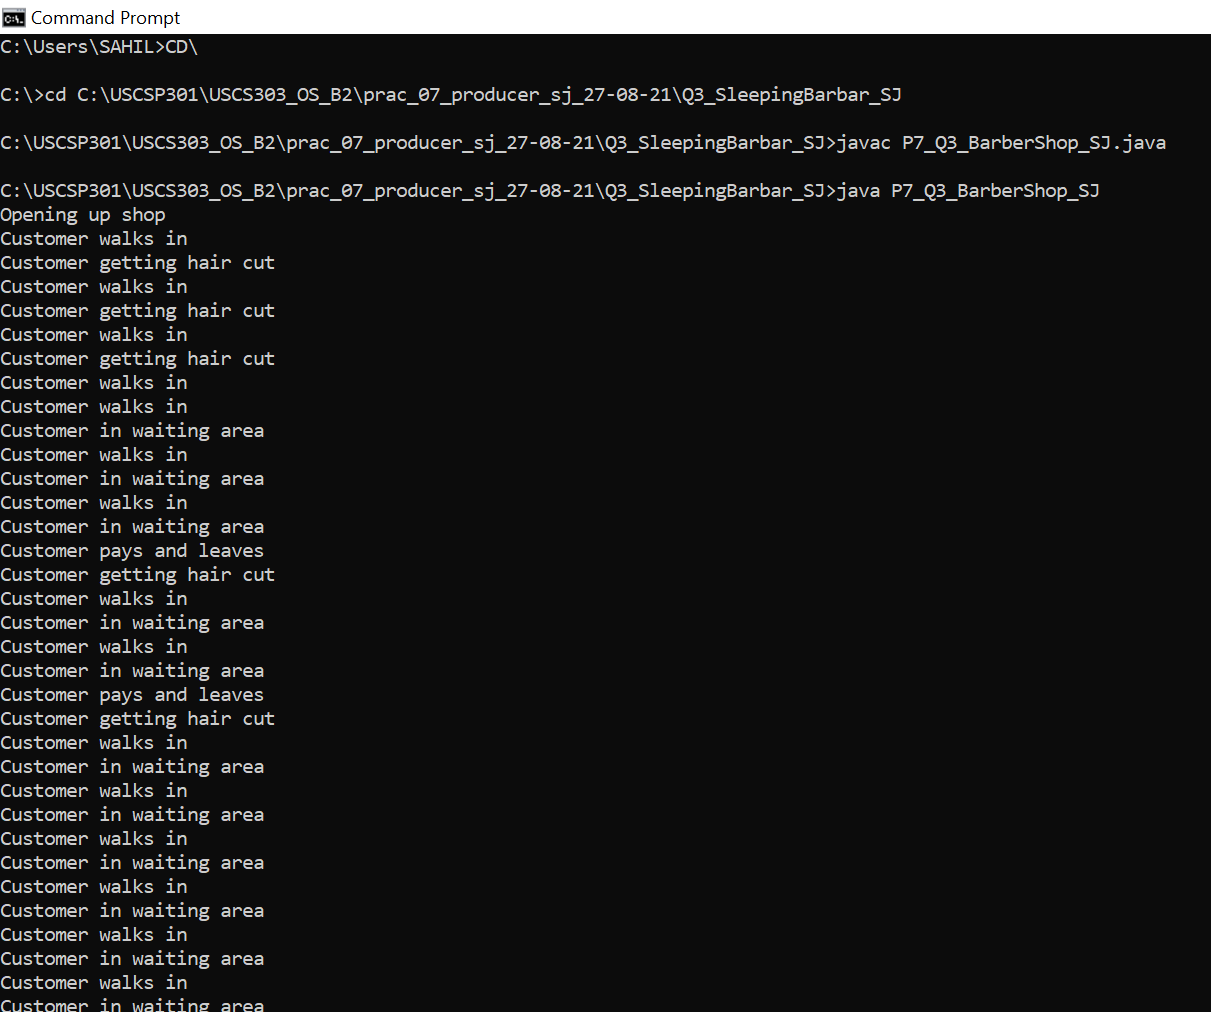 Command Prompt
C:\Users\SAHIL>CD\
C:\>cd C:\USCSP301\USCS303_OS_B2\prac_07_producer_sj_27-08-21\Q3_SleepingBarbar_SJ
C:\USCSP301\USCS303_OS_B2\prac_07_producer_sj_27-08-21\Q3_SleepingBarbar_SJ>javac P7_Q3_BarberShop_SJ.java
C:\USCSP301\USCS303_OS_B2\prac_07_producer_sj_27-08-21\Q3_SleepingBarbar_SJ>java P7_Q3_BarberShop_SJ
Opening up shop
Customer walks in
Customer getting hair cut
Customer walks in
Customer getting hair cut
Customer walks in
Customer getting hair cut
Customer walks in
Customer walks in
Customer in waiting area
Customer walks in
Customer in waiting area
Customer walks in
Customer in waiting area
Customer pays and leaves
Customer getting hair cut
Customer walks in
Customer in waiting area
Customer walks in
Customer in waiting area
Customer pays and leaves
Customer getting hair cut
Customer walks in
Customer in waiting area
Customer walks in
Customer in waiting area
Customer walks in
Customer in waiting area
Customer walks in
Customer in waiting area
Customer walks in
Customer in waiting area
Customer walks in
Customer in waiting area